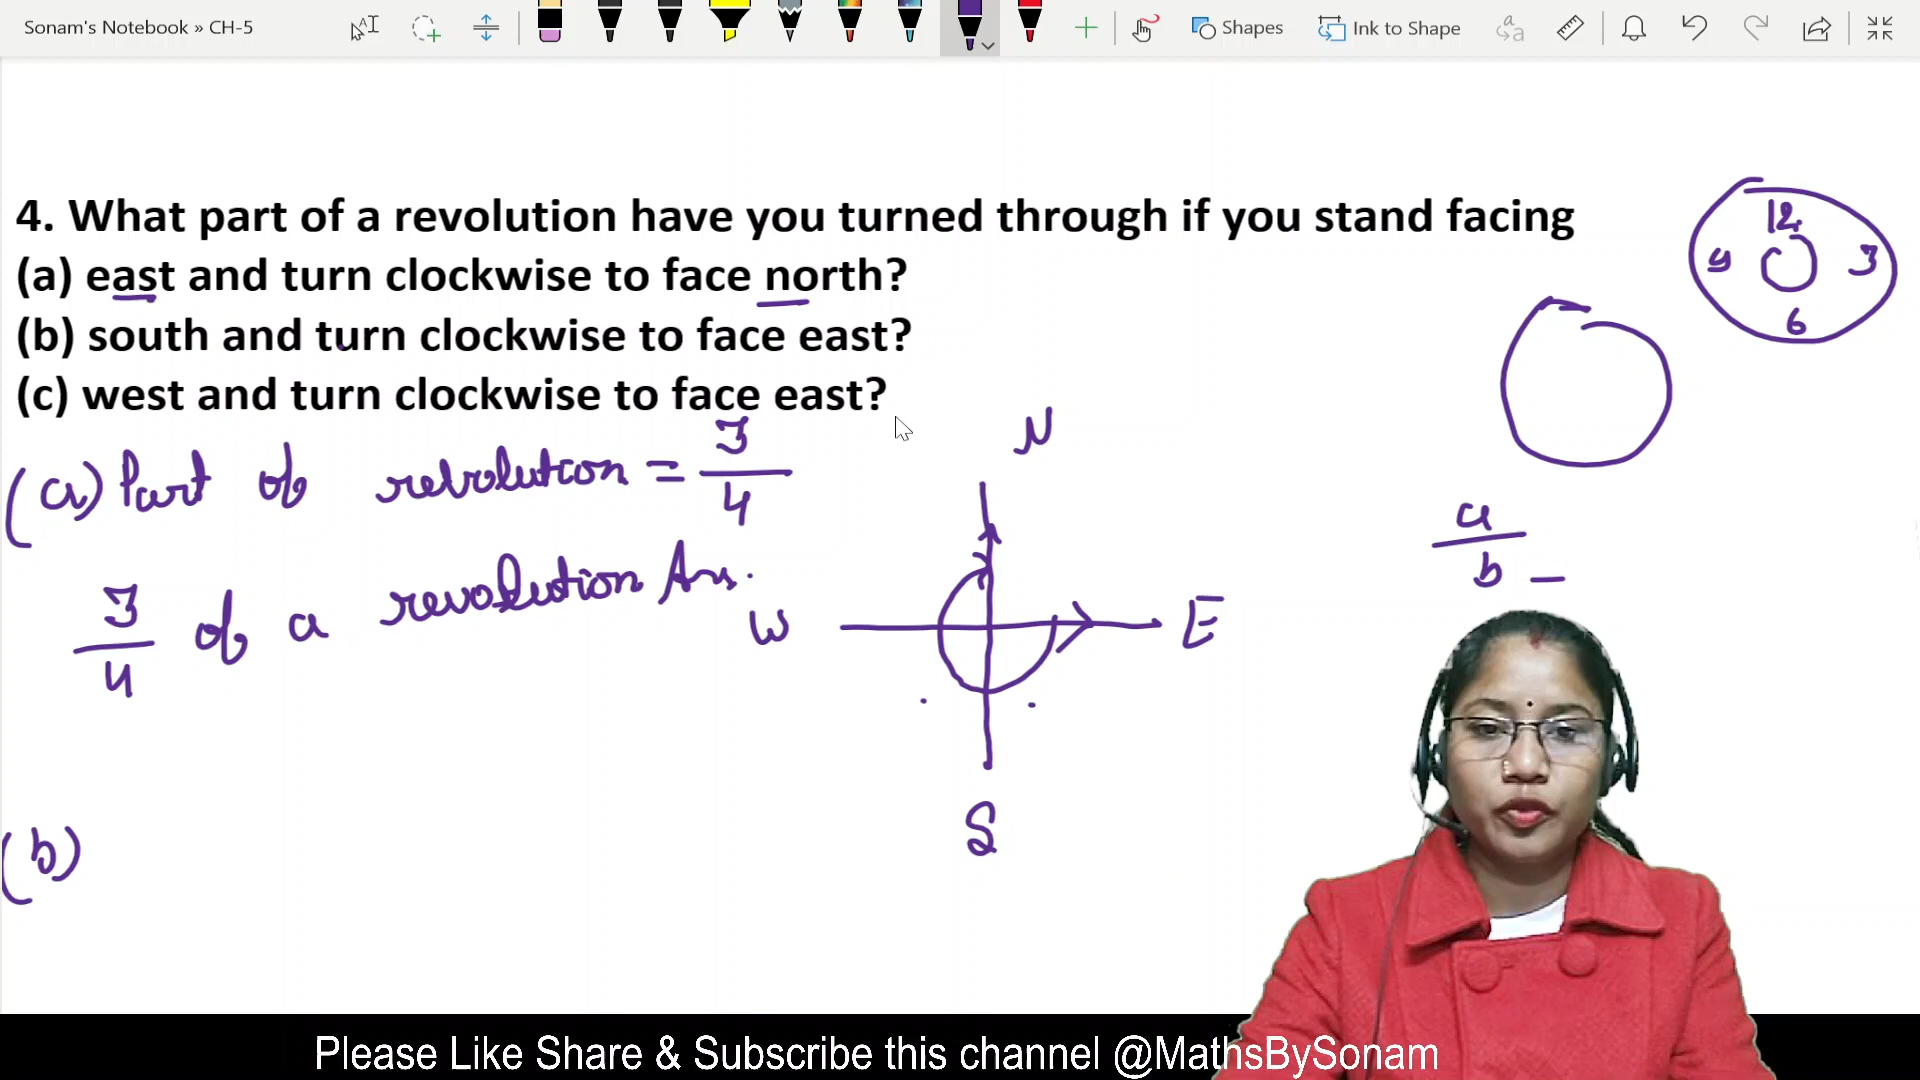 Sonam's Notebook » CH-5
Shapes
Ink to Shape
4. What part of a revolution have you turned through if you stand facing
(a) east and turn clockwise to face north?
(b) south and turn clockwise to face east?
(c) west and turn clockwise to face east?
12
9 3
6
(a) Part of revolution = 3/4
3/4 of a revolution Ans.
N
W E
S
a/b
(b)
Please Like Share & Subscribe this channel @MathsBySonam